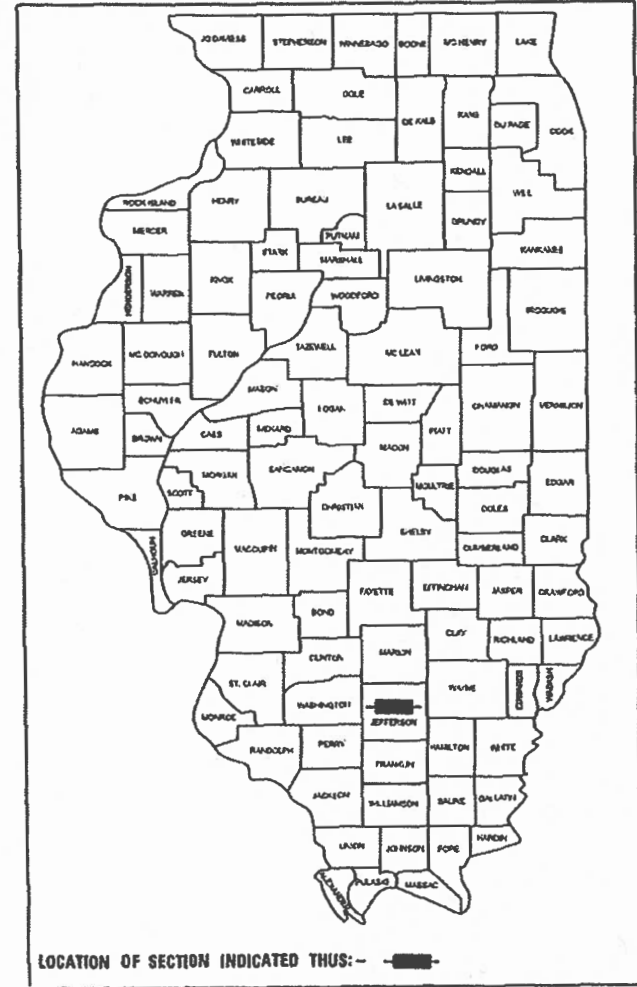 JO DAVIESS STEPHENSON WINNEBAGO BOONE MC HENRY LAKE
CARROLL OGLE DE KALB KANE DU PAGE COOK
WHITESIDE LEE
KENDALL WILL
ROCK ISLAND HENRY BUREAU LA SALLE GRUNDY
MERCER PUTNAM
STARK MARSHALL KANKAKEE
HENDERSON WARREN KNOX PEORIA WOODFORD LIVINGSTON IROQUOIS
HANCOCK MC DONOUGH FULTON TAZEWELL MC LEAN FORD
MASON
SCHUYLER LOGAN DE WITT CHAMPAIGN VERMILION
ADAMS BROWN CASS MENARD PIATT
MACON
PIKE SCOTT MORGAN SANGAMON MOULTRIE DOUGLAS EDGAR
CHRISTIAN COLES
GREENE SHELBY
CALHOUN MACOUPIN MONTGOMERY CUMBERLAND CLARK
JERSEY FAYETTE EFFINGHAM JASPER CRAWFORD
MADISON BOND
CLAY RICHLAND LAWRENCE
CLINTON MARION
ST. CLAIR WAYNE EDWARDS WABASH
WASHINGTON
MONROE JEFFERSON
RANDOLPH PERRY HAMILTON WHITE
FRANKLIN
JACKSON WILLIAMSON SALINE GALLATIN
UNION JOHNSON POPE HARDIN
ALEXANDER PULASKI MASSAC
LOCATION OF SECTION INDICATED THUS:-